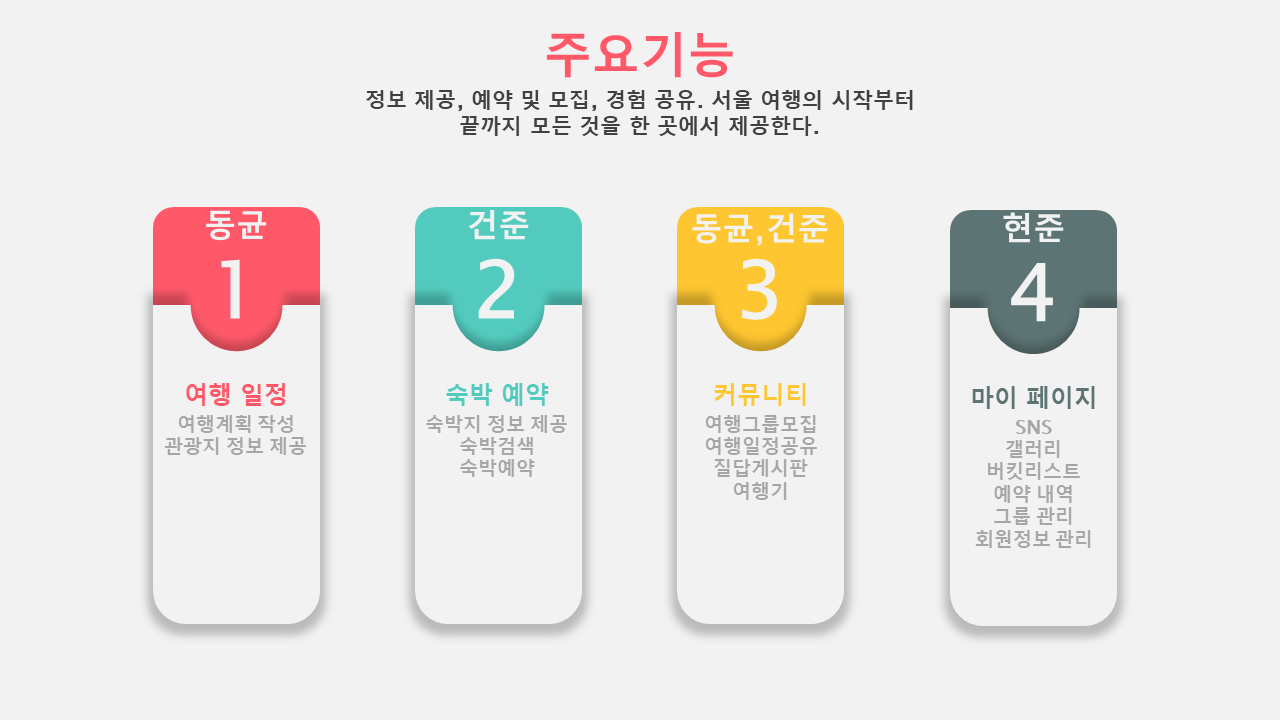 주요기능
정보 제공, 예약 및 모집, 경험 공유. 서울 여행의 시작부터
끝까지 모든 것을 한 곳에서 제공한다.
동균
1
여행 일정
여행계획 작성
관광지 정보 제공
건준
2
숙박 예약
숙박지 정보 제공
숙박검색
숙박예약
동균,건준
3
커뮤니티
여행그룹모집
여행일정공유
질답게시판
여행기
현준
4
마이 페이지
SNS
갤러리
버킷리스트
예약 내역
그룹 관리
회원정보 관리